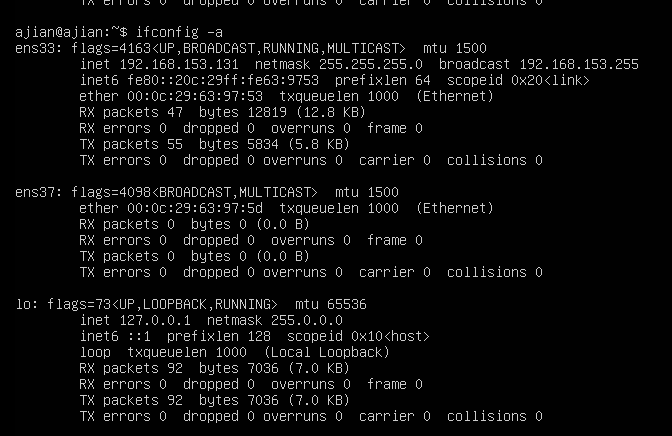 TX errors 0  dropped 0 overruns 0  carrier 0  collisions 0
ajian@ajian:~$ ifconfig -a
ens33: flags=4163<UP,BROADCAST,RUNNING,MULTICAST>  mtu 1500
        inet 192.168.153.131  netmask 255.255.255.0  broadcast 192.168.153.255
        inet6 fe80::20c:29ff:fe63:9753  prefixlen 64  scopeid 0x20<link>
        ether 00:0c:29:63:97:53  txqueuelen 1000  (Ethernet)
        RX packets 47  bytes 12819 (12.8 KB)
        RX errors 0  dropped 0  overruns 0  frame 0
        TX packets 55  bytes 5834 (5.8 KB)
        TX errors 0  dropped 0 overruns 0  carrier 0  collisions 0
ens37: flags=4098<BROADCAST,MULTICAST>  mtu 1500
        ether 00:0c:29:63:97:5d  txqueuelen 1000  (Ethernet)
        RX packets 0  bytes 0 (0.0 B)
        RX errors 0  dropped 0  overruns 0  frame 0
        TX packets 0  bytes 0 (0.0 B)
        TX errors 0  dropped 0 overruns 0  carrier 0  collisions 0
lo: flags=73<UP,LOOPBACK,RUNNING>  mtu 65536
        inet 127.0.0.1  netmask 255.0.0.0
        inet6 ::1  prefixlen 128  scopeid 0x10<host>
        loop  txqueuelen 1000  (Local Loopback)
        RX packets 92  bytes 7036 (7.0 KB)
        RX errors 0  dropped 0  overruns 0  frame 0
        TX packets 92  bytes 7036 (7.0 KB)
        TX errors 0  dropped 0 overruns 0  carrier 0  collisions 0